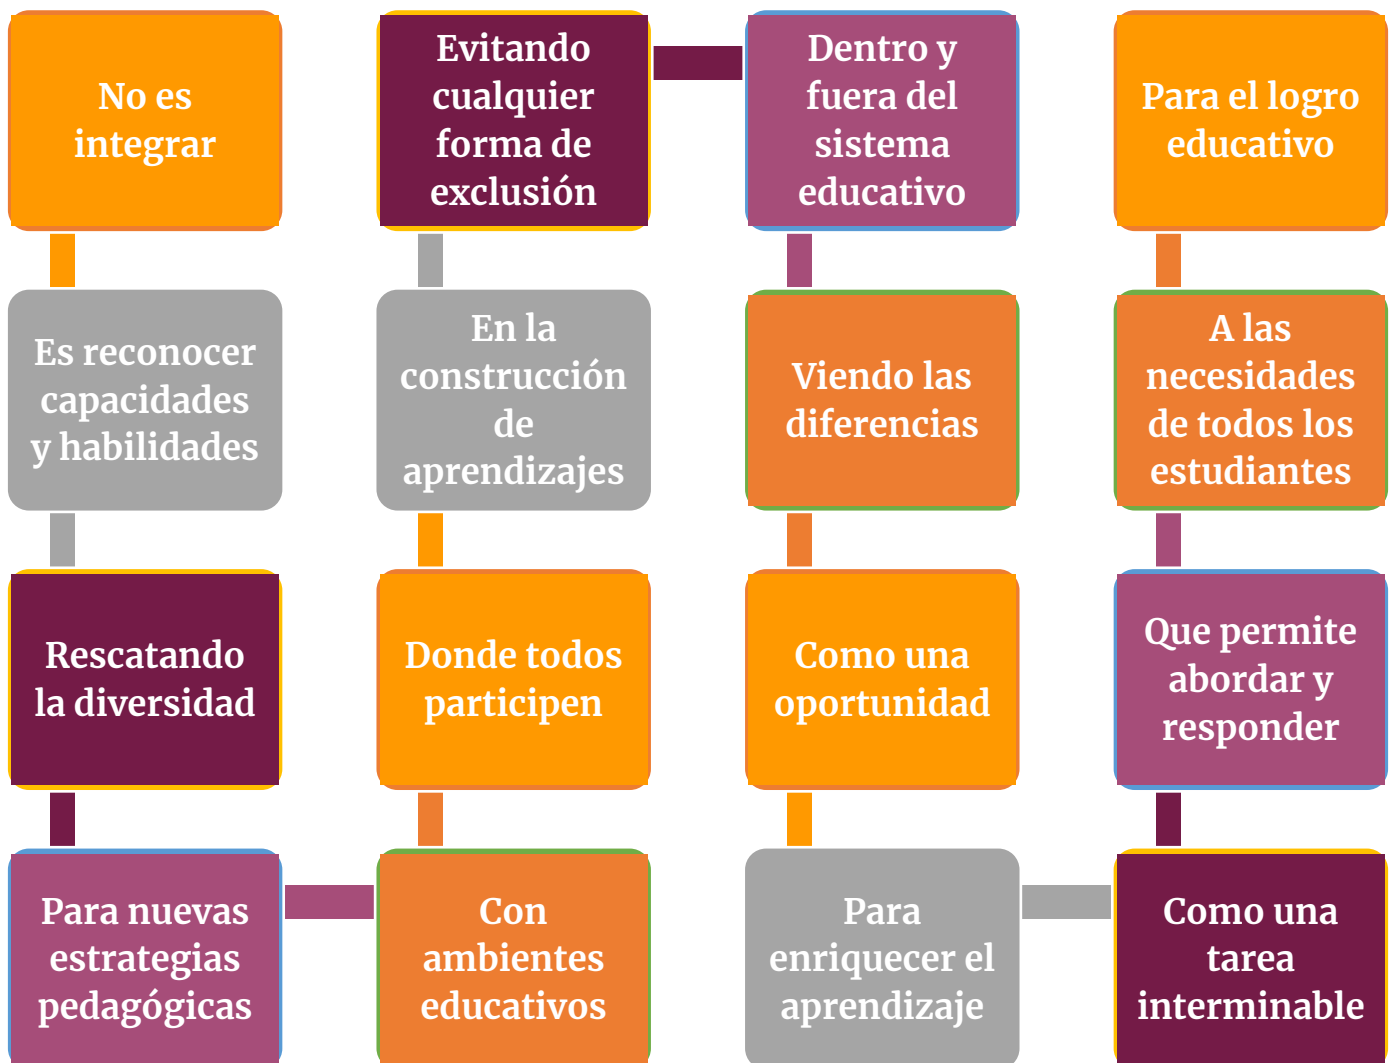 No es
integrar
Es reconocer
capacidades
y habilidades
Rescatando
la diversidad
Para nuevas
estrategias
pedagógicas
Con
ambientes
educativos
Donde todos
participen
En la
construcción
de
aprendizajes
Evitando
cualquier
forma de
exclusión
Dentro y
fuera del
sistema
educativo
Viendo las
diferencias
Como una
oportunidad
Para
enriquecer el
aprendizaje
Como una
tarea
interminable
Que permite
abordar y
responder
A las
necesidades
de todos los
estudiantes
Para el logro
educativo